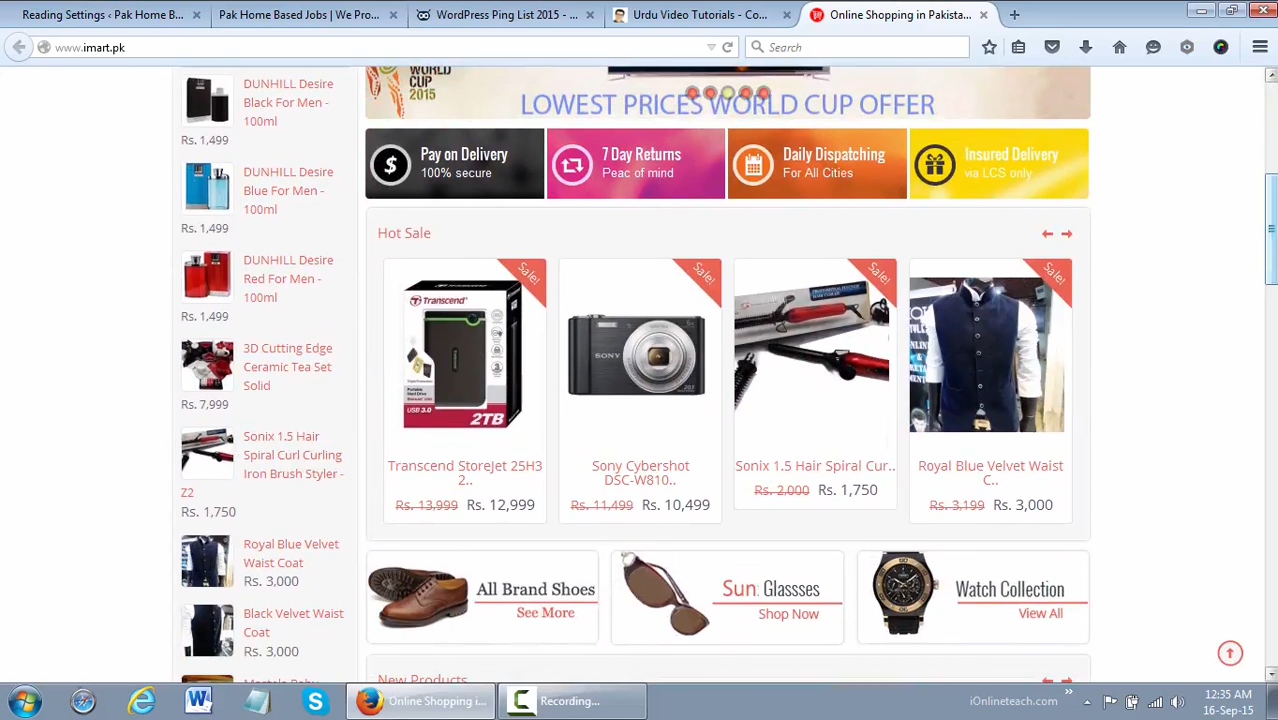 Reading Settings ‹ Pak Home B...
Pak Home Based Jobs | We Pro...
WordPress Ping List 2015 - ...
Urdu Video Tutorials - Co...
Online Shopping in Pakista...
www.imart.pk
Search
DUNHILL Desire
Black For Men -
100ml
Rs. 1,499
DUNHILL Desire
Blue For Men -
100ml
Rs. 1,499
DUNHILL Desire
Red For Men -
100ml
Rs. 1,499
3D Cutting Edge
Ceramic Tea Set
Solid
Rs. 7,999
Sonix 1.5 Hair
Spiral Curl Curling
Iron Brush Styler -
Z2
Rs. 1,750
Royal Blue Velvet
Waist Coat
Rs. 3,000
Black Velvet Waist
Coat
Rs. 3,000
WORLD
CUP 2015
LOWEST PRICES WORLD CUP OFFER
Pay on Delivery
100% secure
7 Day Returns
Peac of mind
Daily Dispatching
For All Cities
Insured Delivery
via LCS only
Hot Sale
Sale!
Sale!
Sale!
Sale!
Transcend
USB 3.0
2TB
SONY
Transcend StoreJet 25H3
2..
Rs. 13,999 Rs. 12,999
Sony Cybershot
DSC-W810..
Rs. 11,499 Rs. 10,499
Sonix 1.5 Hair Spiral Cur..
Rs. 2,000 Rs. 1,750
Royal Blue Velvet Waist
C..
Rs. 3,199 Rs. 3,000
All Brand Shoes
See More
Sun: Glassses
Shop Now
Watch Collection
View All
New Products
Online Shopping i...
Recording...
iOnlineteach.com
12:35 AM
16-Sep-15